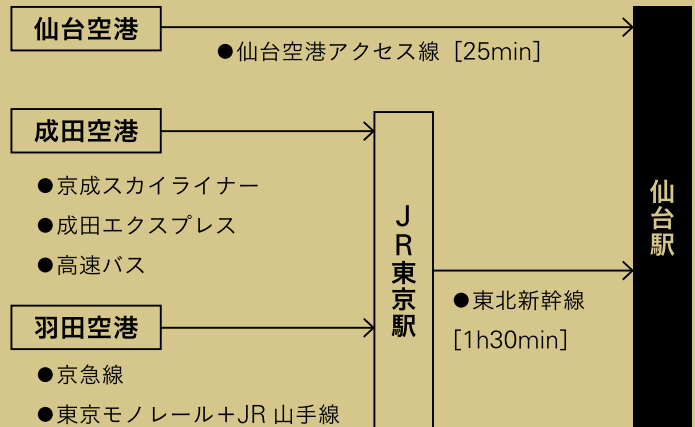 仙台空港
●仙台空港アクセス線 [25min]
成田空港
●京成スカイライナー
●成田エクスプレス
●高速バス
羽田空港
●京急線
●東京モノレール+JR 山手線
JR東京駅
●東北新幹線
[1h30min]
仙台駅